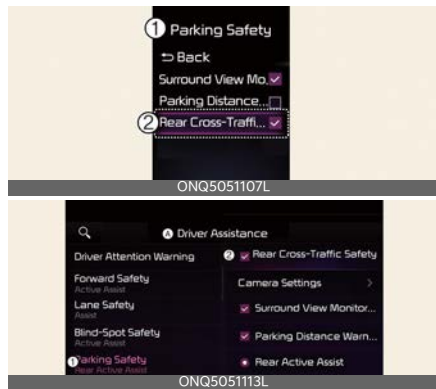 ① Parking Safety
⮌ Back
Surround View Mo.
Parking Distance...
② Rear Cross-Traffi...
ONQ5051107L
Ⓐ Driver Assistance
Driver Attention Warning
② Rear Cross-Traffic Safety
Forward Safety
Active Assist
Camera Settings >
Lane Safety
Assist
Surround View Monitor...
Blind-Spot Safety
Active Assist
Parking Distance Warn...
① Parking Safety
Rear Active Assist
Rear Active Assist
ONQ5051113L